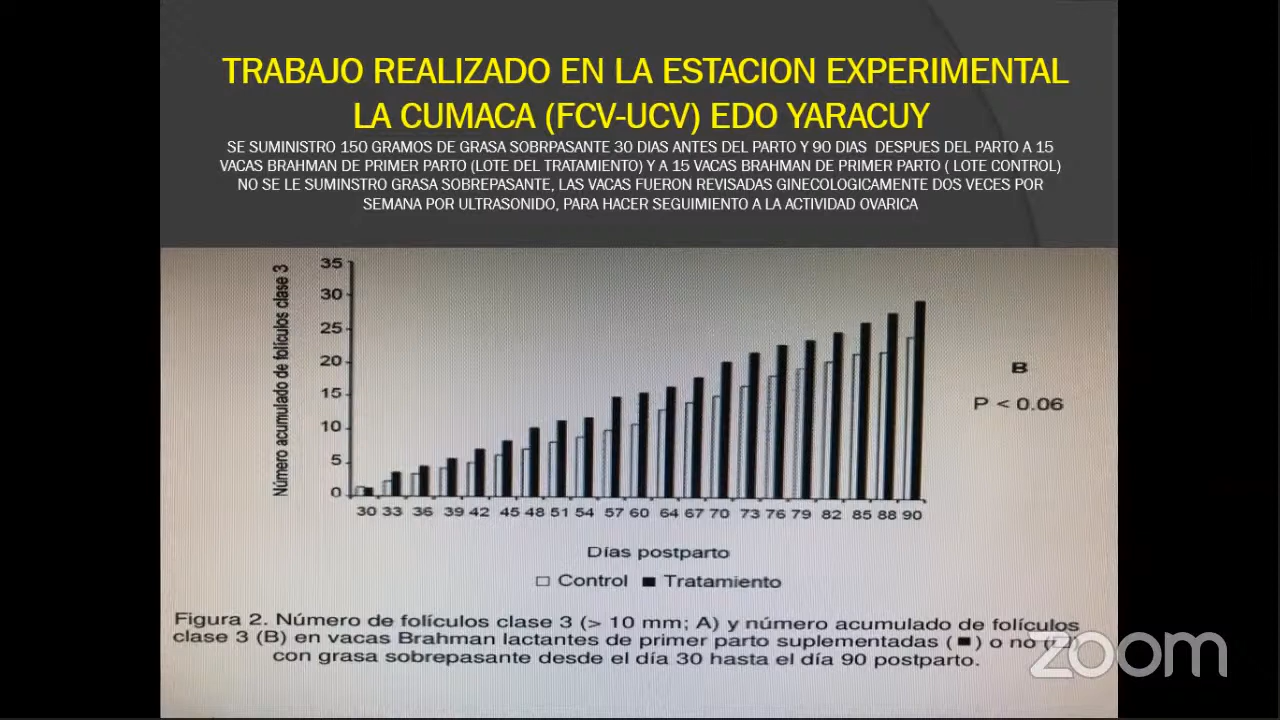 TRABAJO REALIZADO EN LA ESTACION EXPERIMENTAL
LA CUMACA (FCV-UCV) EDO YARACUY
SE SUMINISTRO 150 GRAMOS DE GRASA SOBRPASANTE 30 DIAS ANTES DEL PARTO Y 90 DIAS DESPUES DEL PARTO A 15
VACAS BRAHMAN DE PRIMER PARTO (LOTE DEL TRATAMIENTO) Y A 15 VACAS BRAHMAN DE PRIMER PARTO ( LOTE CONTROL)
NO SE LE SUMINSTRO GRASA SOBREPASANTE, LAS VACAS FUERON REVISADAS GINECOLOGICAMENTE DOS VECES POR
SEMANA POR ULTRASONIDO, PARA HACER SEGUIMIENTO A LA ACTIVIDAD OVARICA
Número acumulado de folículos clase 3
35
30
25
20
15
10
5
0
30 33 36 39 42 45 48 51 54 57 60 64 67 70 73 76 79 82 85 88 90
B
P < 0.06
Días postparto
□ Control ■ Tratamiento
Figura 2. Número de folículos clase 3 (> 10 mm; A) y número acumulado de folículos
clase 3 (B) en vacas Brahman lactantes de primer parto suplementadas (■) o no (□)
con grasa sobrepasante desde el día 30 hasta el día 90 postparto.
zoom